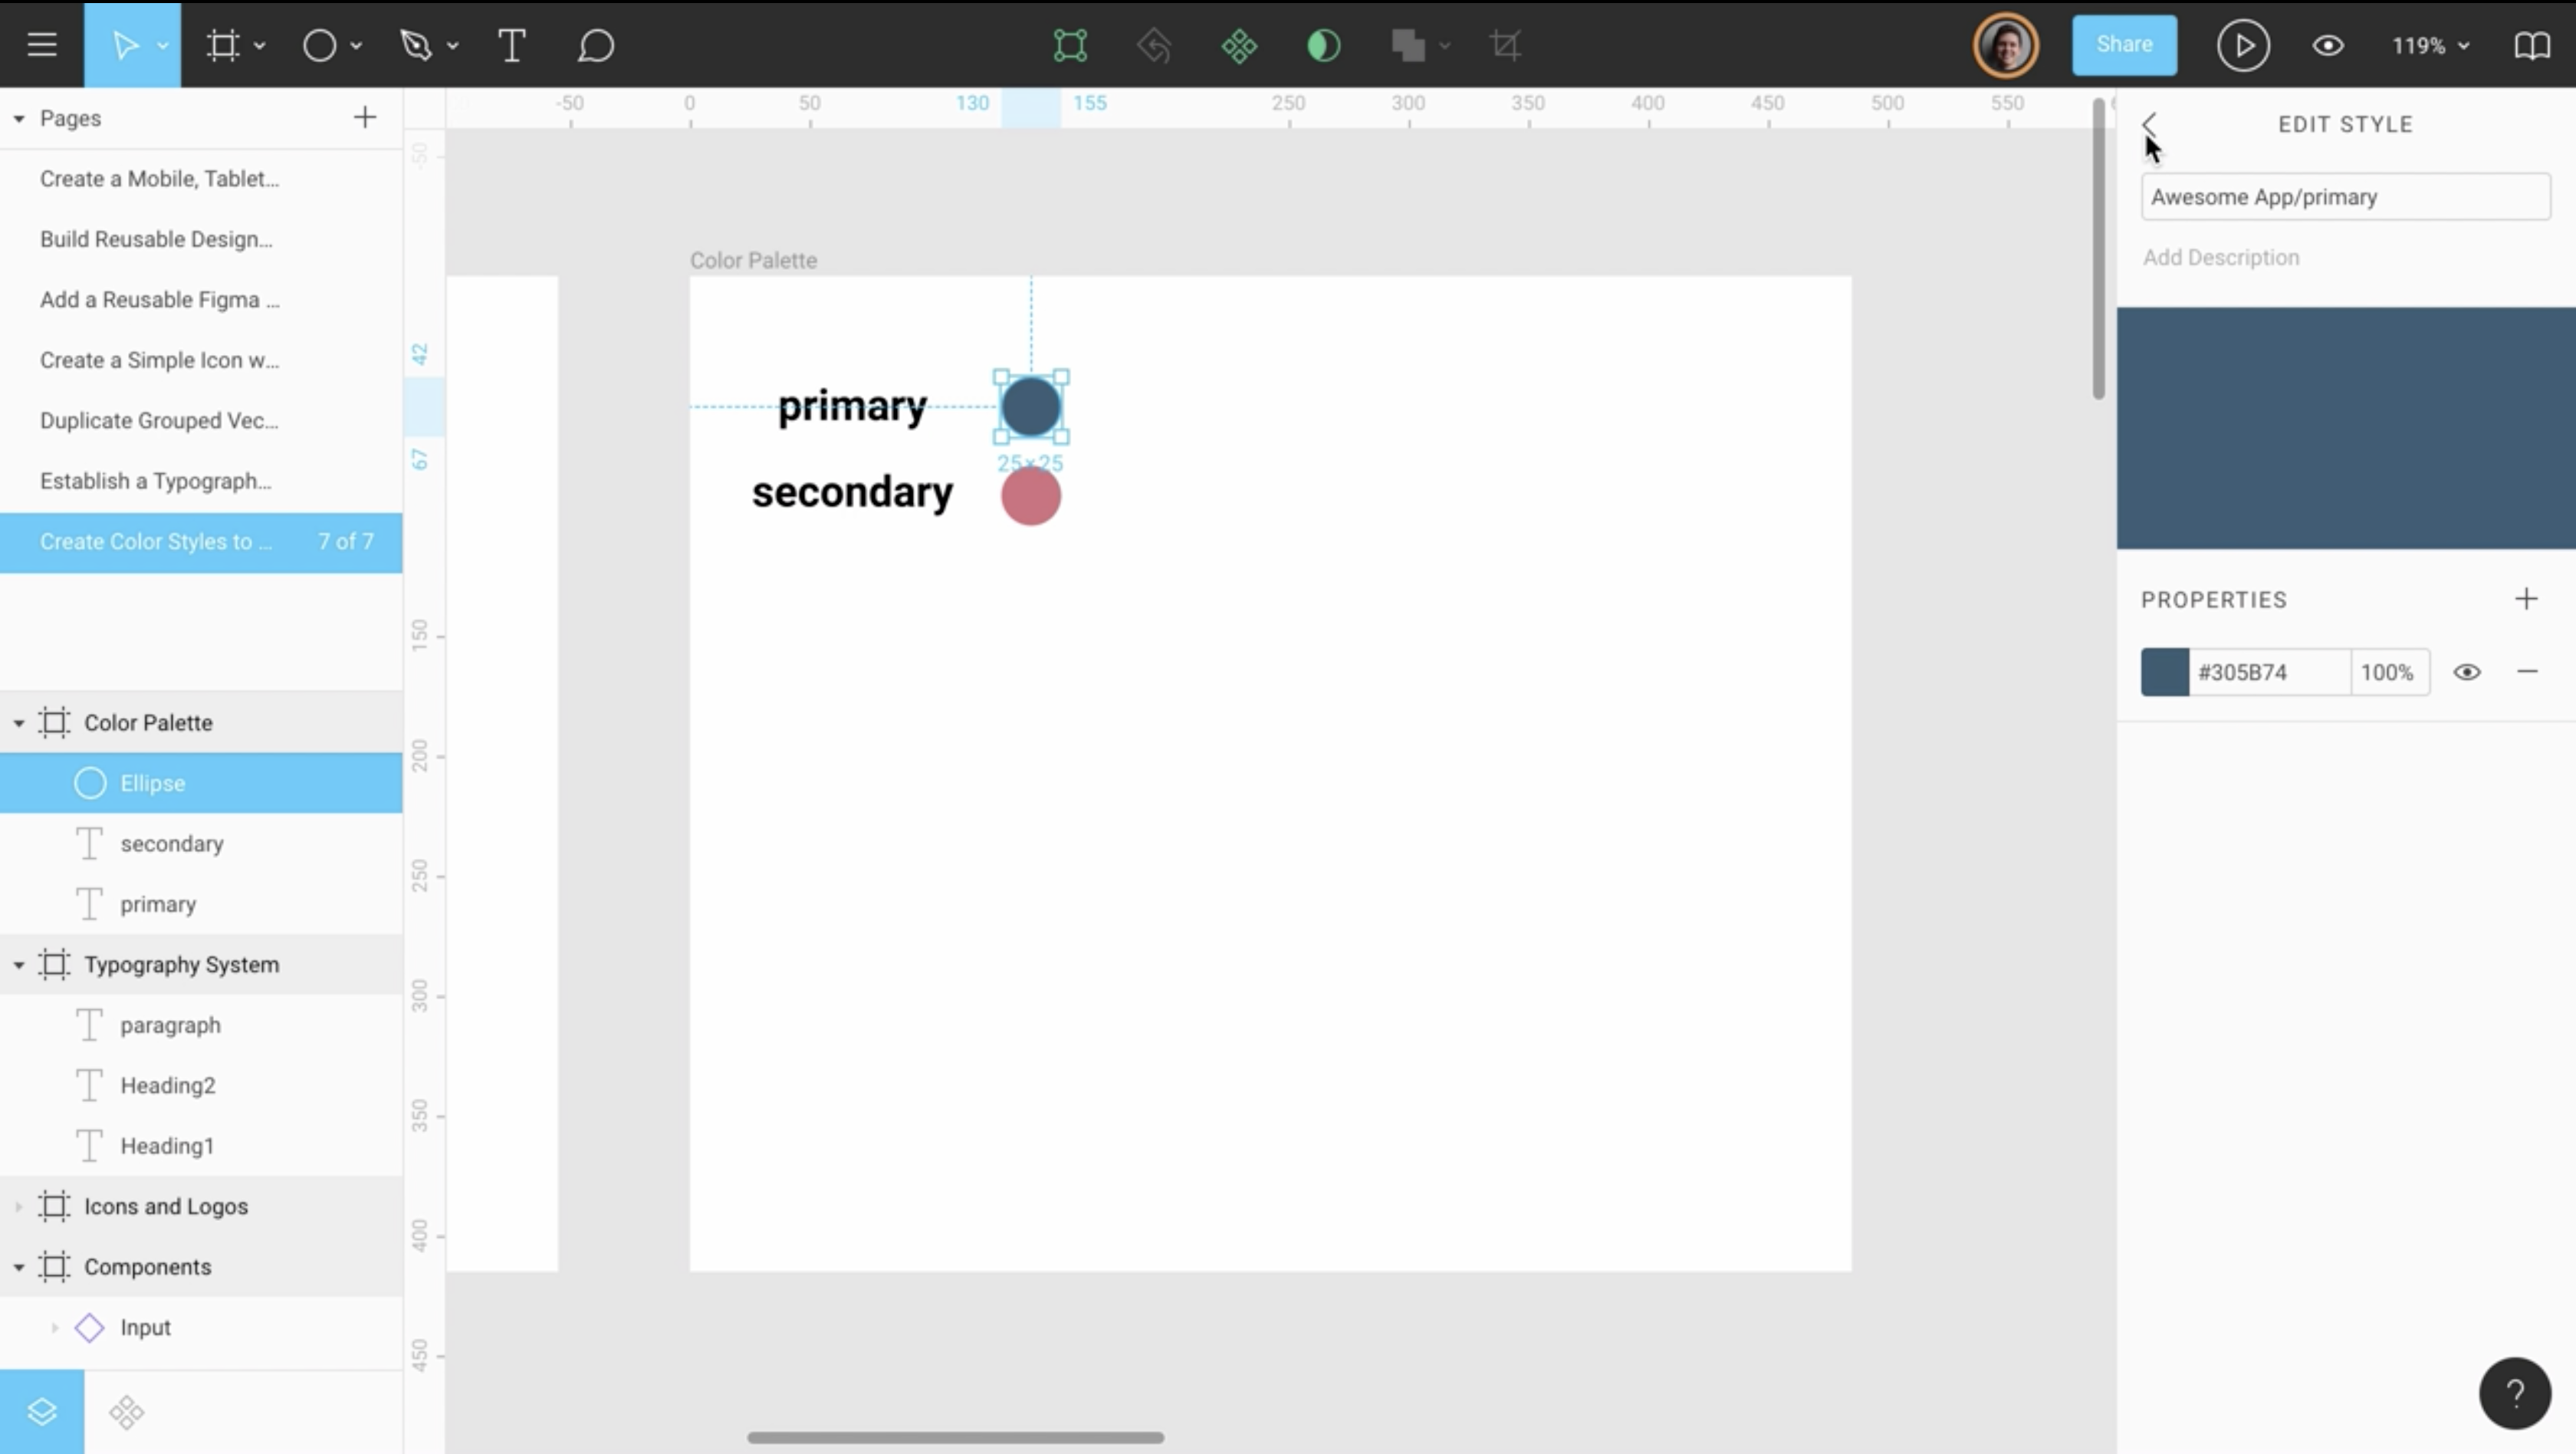 Share
119%
Pages
Create a Mobile, Tablet...
Build Reusable Design...
Add a Reusable Figma ...
Create a Simple Icon w...
Duplicate Grouped Vec...
Establish a Typograph...
Create Color Styles to ... 7 of 7
Color Palette
Ellipse
secondary
primary
Typography System
paragraph
Heading2
Heading1
Icons and Logos
Components
Input
-50 0 50 130 155 250 300 350 400 450 500 550
-50
42
67
150
200
250
300
350
400
450
Color Palette
primary
25×25
secondary
EDIT STYLE
Awesome App/primary
Add Description
PROPERTIES
#305B74 100%
?